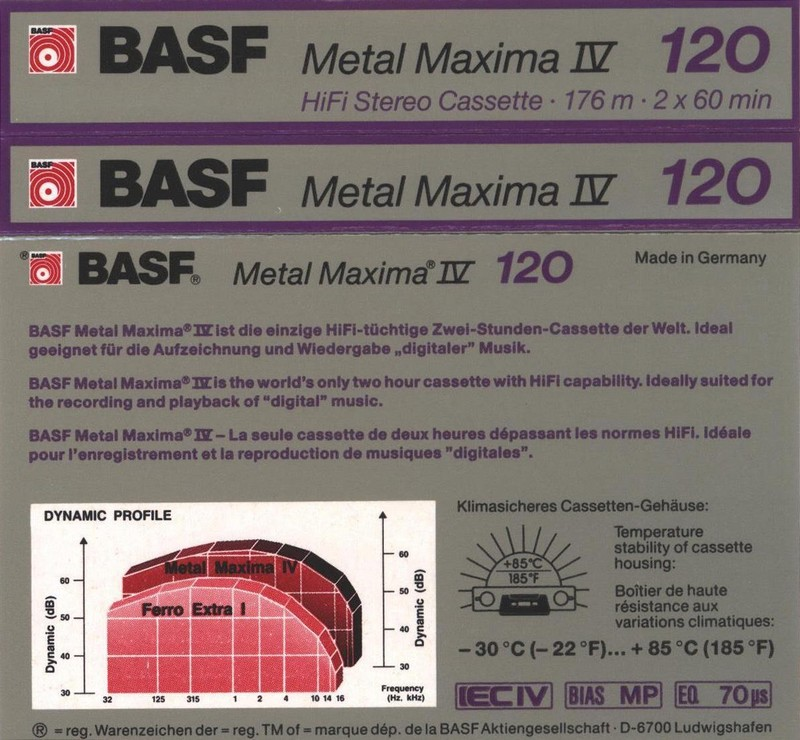 BASF BASF Metal Maxima IV 120
HiFi Stereo Cassette · 176 m · 2 x 60 min
BASF BASF Metal Maxima IV 120
® BASF BASF® Metal Maxima® IV 120 Made in Germany
BASF Metal Maxima® IV ist die einzige HiFi-tüchtige Zwei-Stunden-Cassette der Welt. Ideal
geeignet für die Aufzeichnung und Wiedergabe „digitaler” Musik.
BASF Metal Maxima® IV is the world's only two hour cassette with HiFi capability. Ideally suited for
the recording and playback of “digital” music.
BASF Metal Maxima® IV – La seule cassette de deux heures dépassant les normes HiFi. Idéale
pour l'enregistrement et la reproduction de musiques "digitales".
DYNAMIC PROFILE
Metal Maxima IV
Ferro Extra I
Dynamic (dB)
60
50
40
30
60
50
40
30
Dynamic (dB)
32 125 315 1 2 4 10 14 16
Frequency
(Hz. kHz)
Klimasicheres Cassetten-Gehäuse:
+85°C
185°F
Temperature
stability of cassette
housing:
Boîtier de haute
résistance aux
variations climatiques:
– 30 °C (– 22 °F)... + 85 °C (185 °F)
IEC IV BIAS MP EQ 70 µs
® = reg. Warenzeichen der = reg. TM of = marque dép. de la BASF Aktiengesellschaft · D-6700 Ludwigshafen